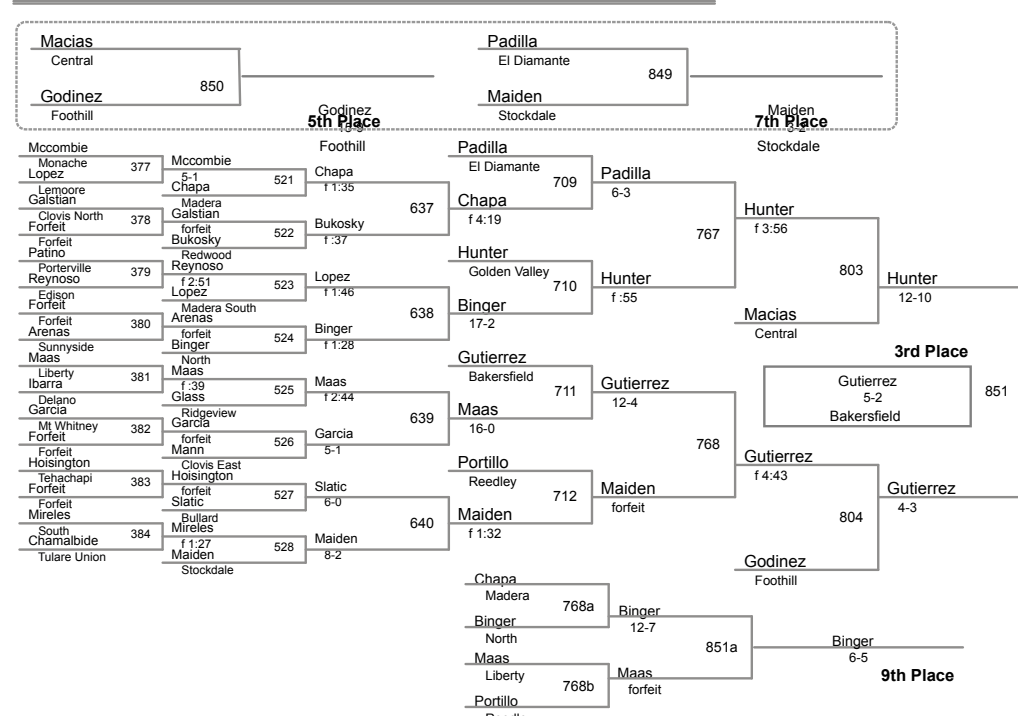 Macias
Central
850
Godinez
Foothill
Godinez
5th Place
Foothill
Padilla
El Diamante
849
Maiden
Stockdale
Maiden
7th Place
3-2
Stockdale
Mccombie
Monache
377
Lopez
Lemoore
Galstian
Clovis North
378
Forfeit
Forfeit
Patino
Porterville
379
Reynoso
Edison
Forfeit
Forfeit
380
Arenas
Sunnyside
Maas
Liberty
381
Ibarra
Delano
Garcia
Mt Whitney
382
Forfeit
Forfeit
Hoisington
Tehachapi
383
Forfeit
Forfeit
Mireles
South
384
Chamalbide
Tulare Union
Mccombie
5-1
521
Chapa
Madera
Galstian
forfeit
522
Bukosky
Redwood
Reynoso
f 2:51
523
Lopez
Madera South
Arenas
forfeit
524
Binger
North
Maas
f :39
525
Glass
Ridgeview
Garcia
forfeit
526
Mann
Clovis East
Hoisington
forfeit
527
Slatic
Bullard
Mireles
f 1:27
528
Maiden
Stockdale
Chapa
f 1:35
637
Bukosky
f :37
Lopez
f 1:46
638
Binger
f 1:28
Maas
f 2:44
639
Garcia
5-1
Slatic
6-0
640
Maiden
8-2
Padilla
El Diamante
709
Chapa
f 4:19
Hunter
Golden Valley
710
Binger
17-2
Gutierrez
Bakersfield
711
Maas
16-0
Portillo
Reedley
712
Maiden
f 1:32
Padilla
6-3
767
Hunter
f :55
Gutierrez
12-4
768
Maiden
forfeit
Hunter
f 3:56
803
Macias
Central
Gutierrez
f 4:43
804
Godinez
Foothill
Hunter
12-10
3rd Place
Gutierrez
5-2
Bakersfield
851
Gutierrez
4-3
Chapa
Madera
768a
Binger
North
Maas
Liberty
768b
Portillo
Binger
12-7
851a
Maas
forfeit
Binger
6-5
9th Place